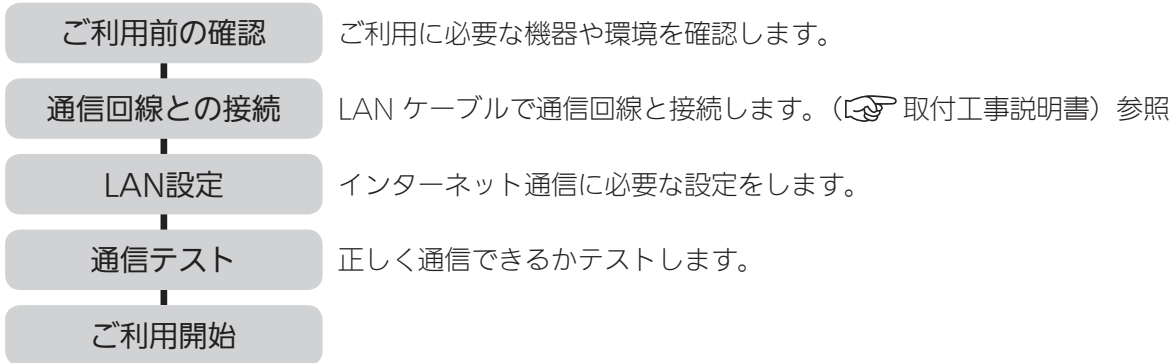 ご利用前の確認 ご利用に必要な機器や環境を確認します。
通信回線との接続 LAN ケーブルで通信回線と接続します。(☞ 取付工事説明書)参照
LAN設定 インターネット通信に必要な設定をします。
通信テスト 正しく通信できるかテストします。
ご利用開始